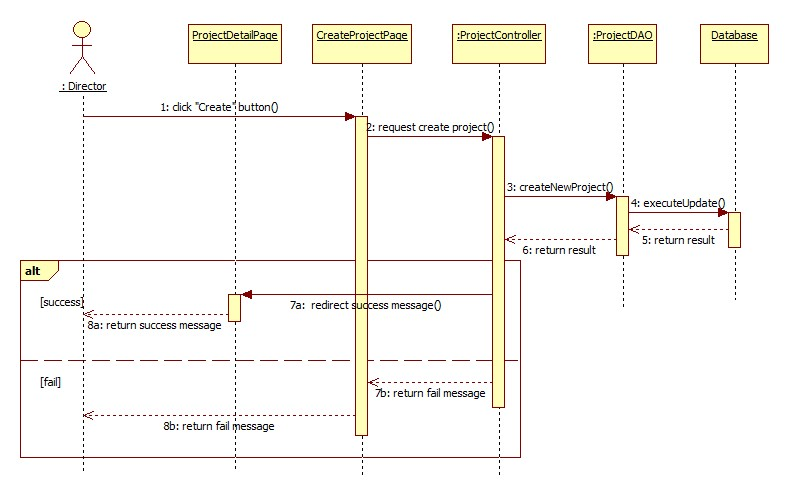 ProjectDetailPage
CreateProjectPage
:ProjectController
:ProjectDAO
Database
: Director
1: click "Create" button()
2: request create project()
3: createNewProject()
4: executeUpdate()
5: return result
6: return result
alt
[success]
7a: redirect success message()
8a: return success message
[fail]
7b: return fail message
8b: return fail message